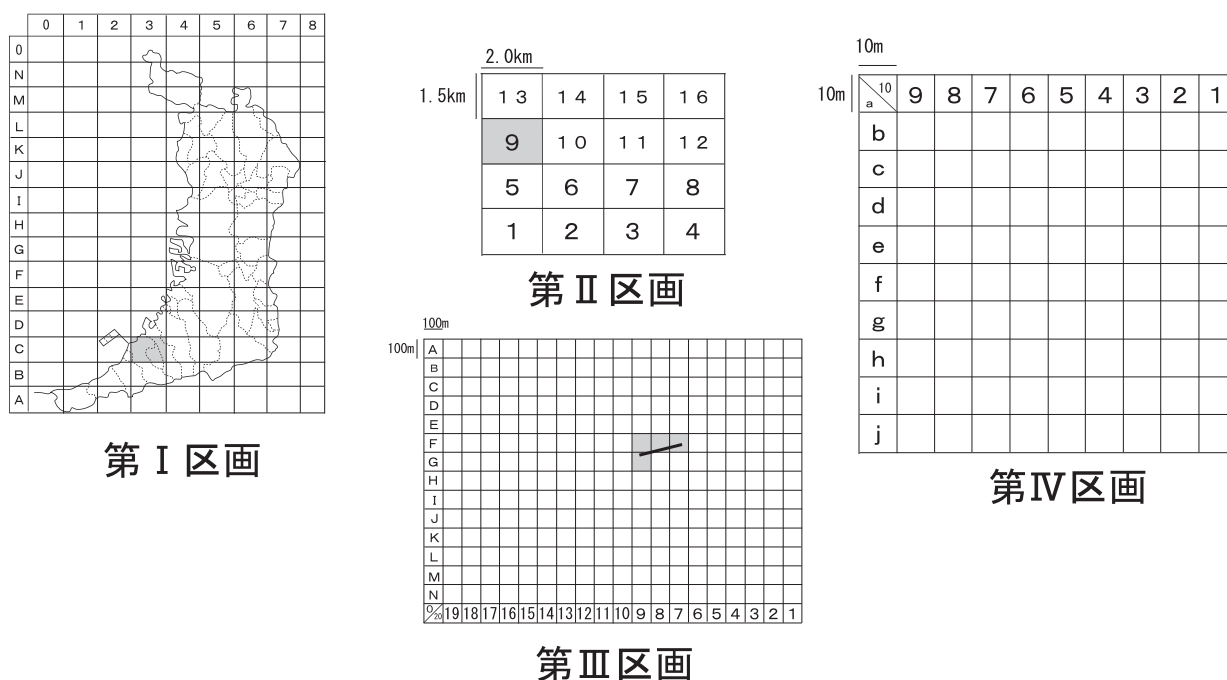 0 1 2 3 4 5 6 7 8
O
N
M
L
K
J
I
H
G
F
E
D
C
B
A
第Ⅰ区画
2.0km
1.5km
13 14 15 16
9 10 11 12
5 6 7 8
1 2 3 4
第Ⅱ区画
100m
100m
A
B
C
D
E
F
G
H
I
J
K
L
M
N
O/20 19 18 17 16 15 14 13 12 11 10 9 8 7 6 5 4 3 2 1
第Ⅲ区画
10m
10m
a 10 9 8 7 6 5 4 3 2 1
b
c
d
e
f
g
h
i
j
第Ⅳ区画